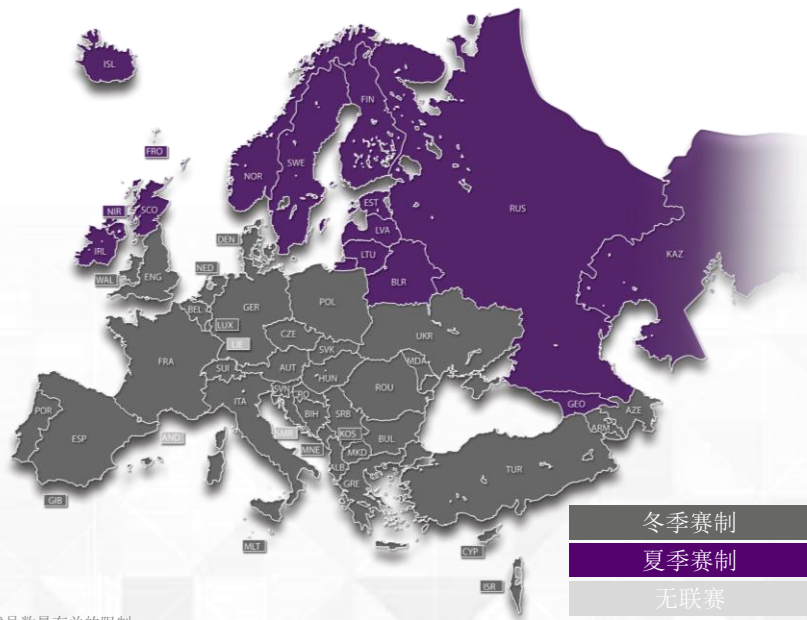 ISL
FIN
FRO
NOR
SWE
RUS
NIR
SCO
EST
IRL
LVA
DEN
LTU
KAZ
NED
BLR
WAL
ENG
BEL
GER
POL
LUX
CZE
UKR
LIE
SVK
FRA
MDA
SUI
AUT
HUN
ROU
SVN
CRO
ITA
GEO
AZE
POR
BIH
SRB
ARM
ESP
AND
SMR
KOS
BUL
MNE
MKD
ALB
TUR
GRE
GIB
冬季赛制
MLT
CYP
夏季赛制
ISR
无联赛